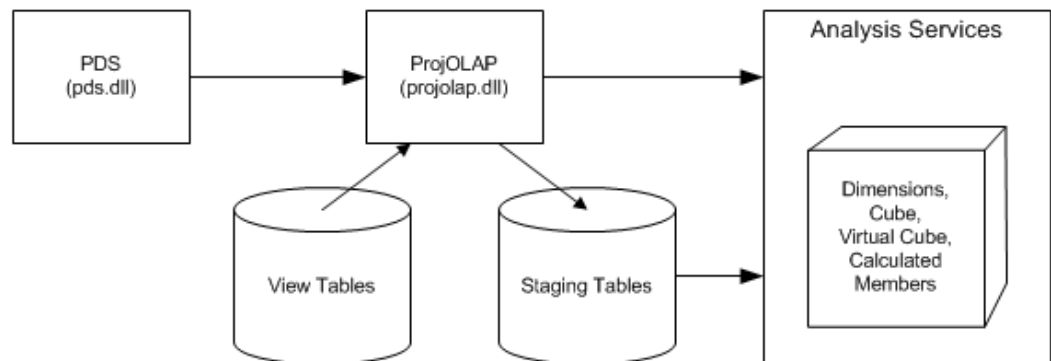 PDS
(pds.dll)
ProjOLAP
(projolap.dll)
Analysis Services
Dimensions,
Cube,
Virtual Cube,
Calculated
Members
View Tables
Staging Tables